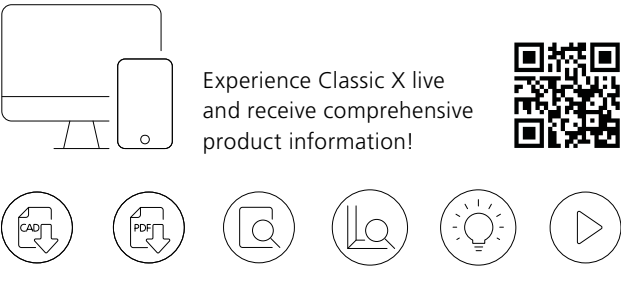 Experience Classic X live
and receive comprehensive
product information!
CAD
PDF